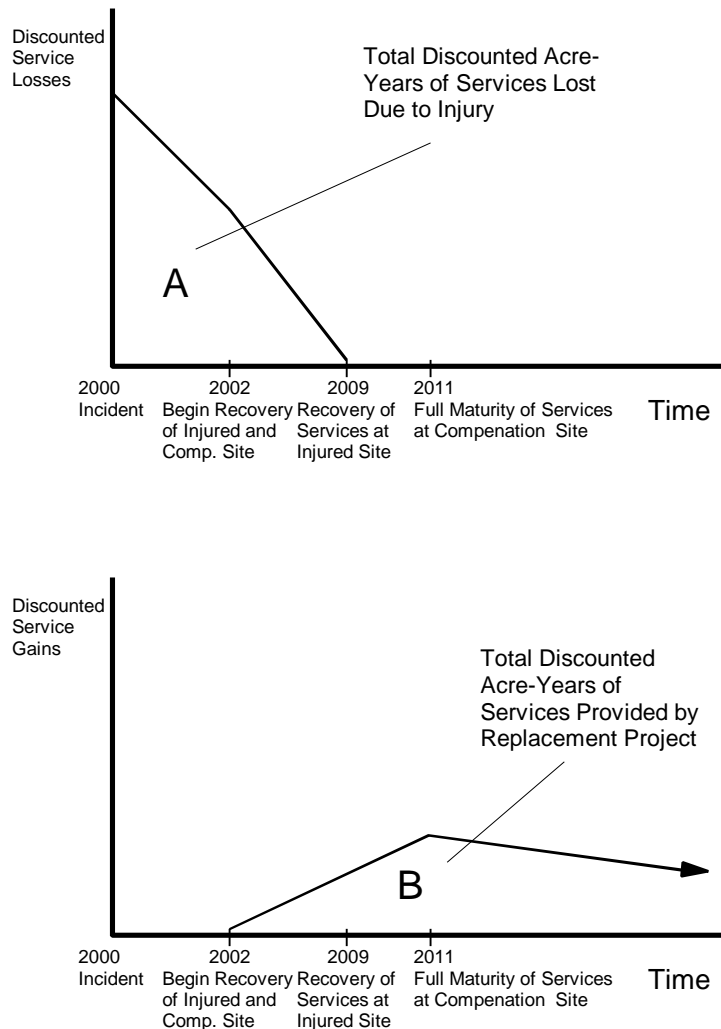 Discounted
Service
Losses
Total Discounted Acre-
Years of Services Lost
Due to Injury
A
2000
Incident
2002
Begin Recovery
of Injured and
Comp. Site
2009
Recovery of
Services at
Injured Site
2011
Full Maturity of Services
at Compenation Site
Time
Discounted
Service
Gains
Total Discounted
Acre-Years of
Services Provided by
Replacement Project
B
2000
Incident
2002
Begin Recovery
of Injured and
Comp. Site
2009
Recovery of
Services at
Injured Site
2011
Full Maturity of Services
at Compenation Site
Time